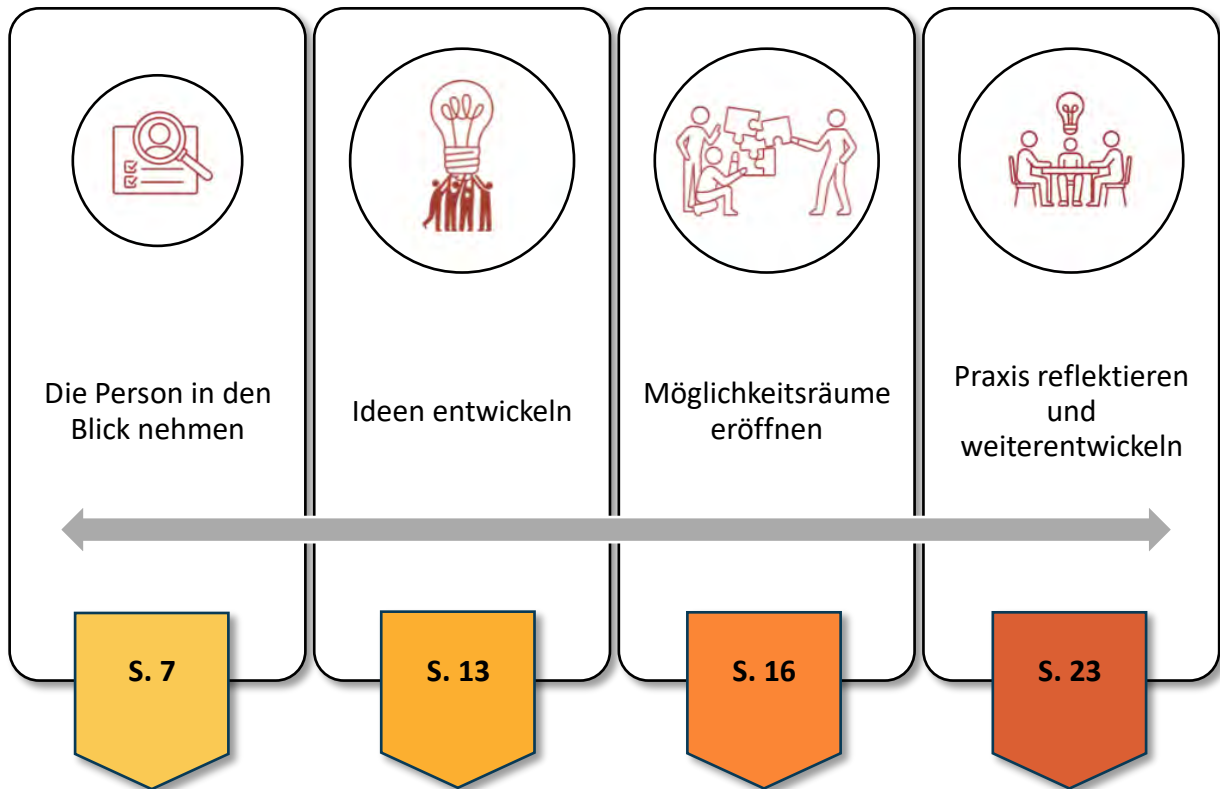 Die Person in den
Blick nehmen
Ideen entwickeln
Möglichkeitsräume
eröffnen
Praxis reflektieren
und
weiterentwickeln
S. 7
S. 13
S. 16
S. 23